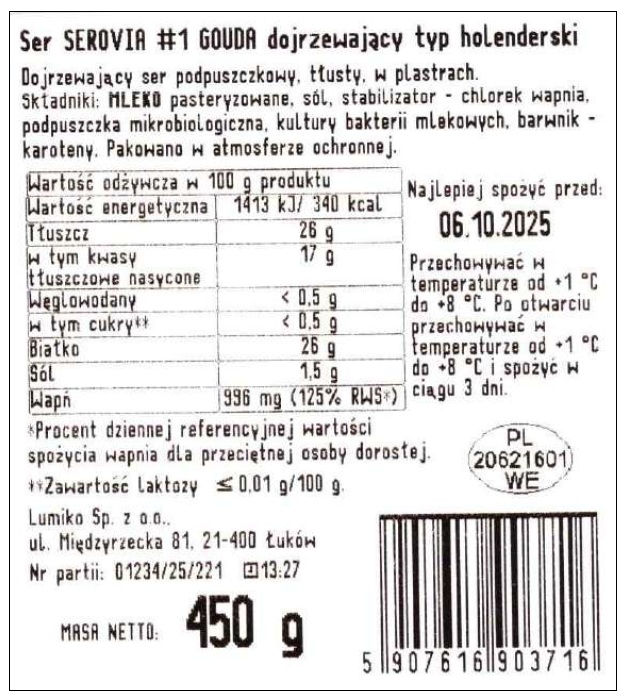 Ser SEROVIA #1 GOUDA dojrzewający typ holenderski
Dojrzewający ser podpuszczkowy, tłusty, w plastrach.
Składniki: MLEKO pasteryzowane, sól, stabilizator - chlorek wapnia,
podpuszczka mikrobiologiczna, kultury bakterii mlekowych, barwnik -
karoteny. Pakowano w atmosferze ochronnej.
Wartość odżywcza w 100 g produktu
Wartość energetyczna 1413 kJ/ 340 kcal
Tłuszcz 26 g
w tym kwasy 17 g
tłuszczowe nasycone
Węglowodany < 0,5 g
w tym cukry** < 0,5 g
Białko 26 g
Sól 1,5 g
Wapń 996 mg (125% RWS*)
Najlepiej spożyć przed:
06.10.2025
Przechowywać w
temperaturze od +1 °C
do +8 °C. Po otwarciu
przechowywać w
temperaturze od +1 °C
do +8 °C i spożyć w
ciągu 3 dni.
*Procent dziennej referencyjnej wartości
spożycia wapnia dla przeciętnej osoby dorosłej.
**Zawartość laktozy ≤ 0,01 g/100 g.
PL
20621601
WE
Lumiko Sp. z o.o.,
ul. Międzyrzecka 81, 21-400 Łuków
Nr partii: 01234/25/221 13:27
MASA NETTO: 450 g
5 907616 903716